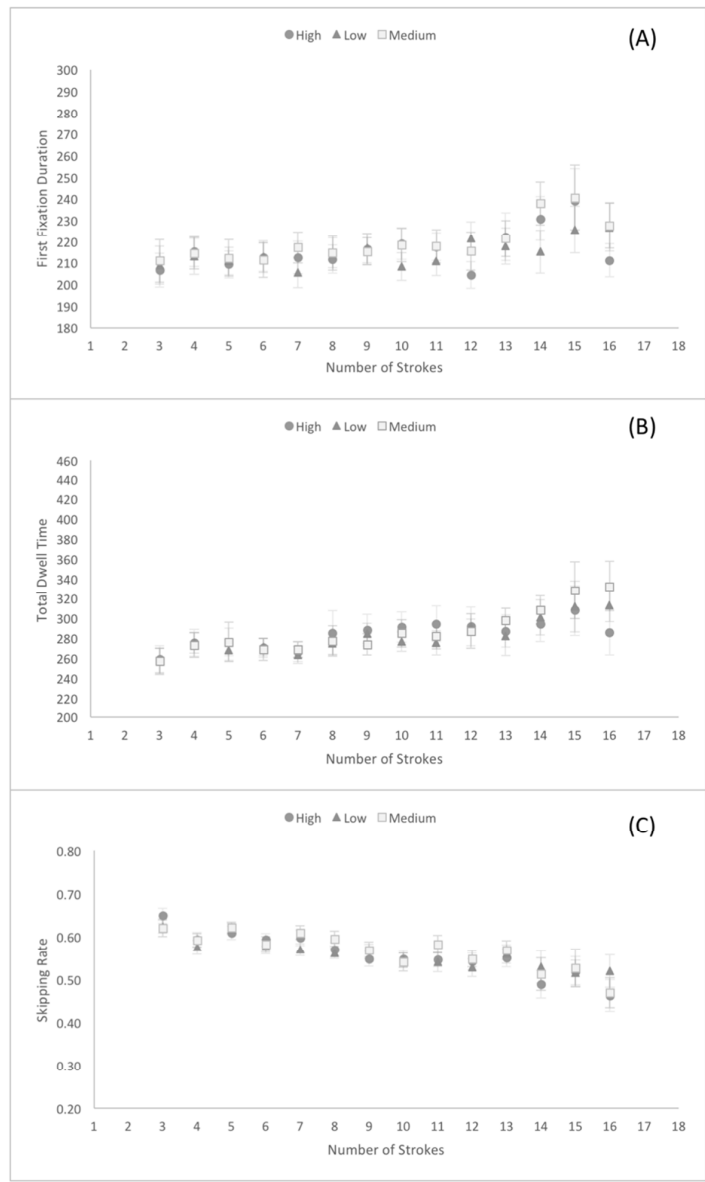 High Low Medium (A)
300
290
280
270
260
250
240
230
220
210
200
190
180
First Fixation Duration
1 2 3 4 5 6 7 8 9 10 11 12 13 14 15 16 17 18
Number of Strokes
High Low Medium (B)
460
440
420
400
380
360
340
320
300
280
260
240
220
200
Total Dwell Time
1 2 3 4 5 6 7 8 9 10 11 12 13 14 15 16 17 18
Number of Strokes
High Low Medium (C)
0.80
0.70
0.60
0.50
0.40
0.30
0.20
Skipping Rate
1 2 3 4 5 6 7 8 9 10 11 12 13 14 15 16 17 18
Number of Strokes